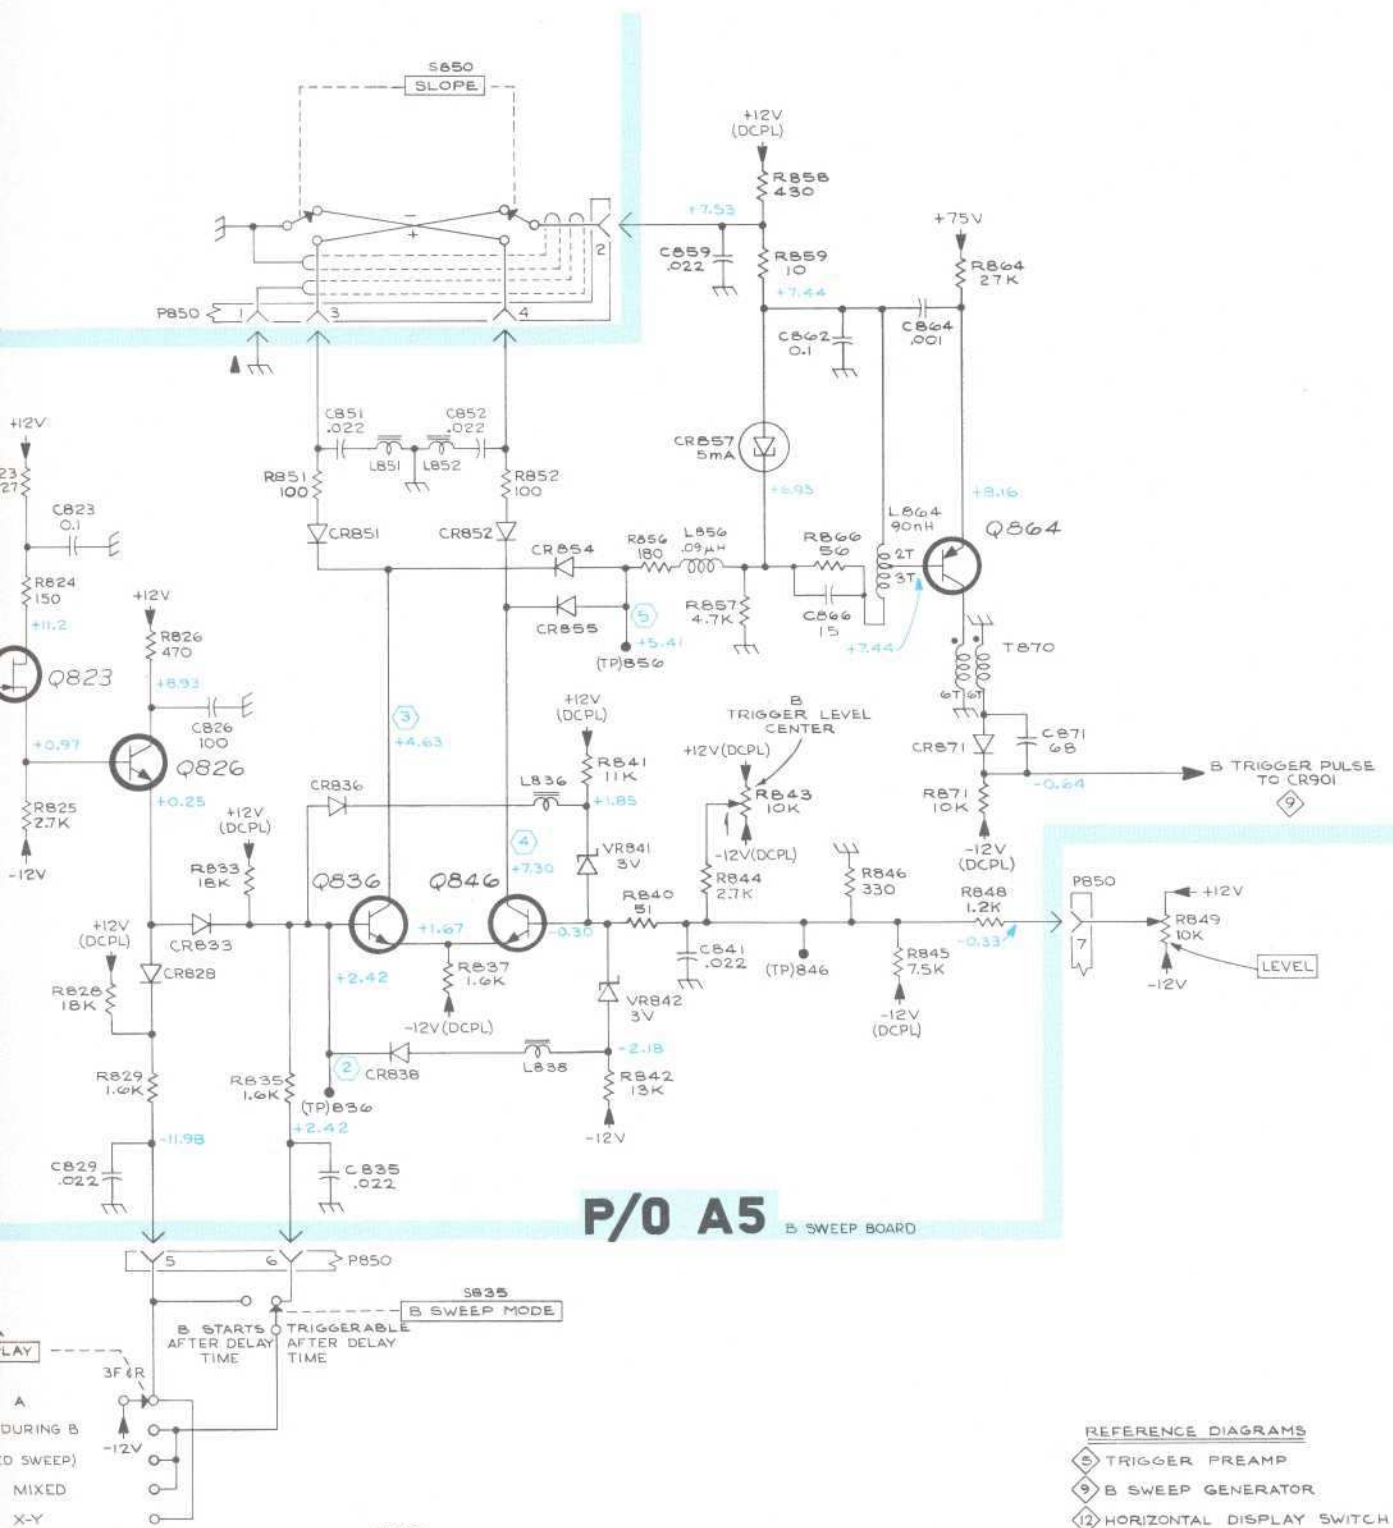 S850
SLOPE
+12V
(DCPL)
R858
430
−
+
+7.53
+75V
2
C859
.022
R859
10
R864
27K
+7.44
P850
1
3
4
C862
0.1
C864
.001
+12V
C851
.022
C852
.022
CR857
5mA
L851
L852
23
27
R851
100
R852
100
+6.95
+8.16
C823
0.1
L864
90nH
Q864
CR851
CR852
CR854
R856
180
L856
.09µH
R866
56
2T
3T
R824
150
+12V
CR855
R857
4.7K
C866
15
+11.2
R826
470
5
+5.41
+7.44
T870
(TP)856
Q823
+8.93
6T
6T
+12V
(DCPL)
B
TRIGGER LEVEL
CENTER
C826
100
3
+4.63
+0.97
Q826
R841
11K
+12V(DCPL)
CR871
C871
68
B TRIGGER PULSE
TO CR901
9
CR836
L836
R843
10K
-0.64
R825
2.7K
+0.25
+1.85
R871
10K
+12V
(DCPL)
4
VR841
3V
-12V(DCPL)
-12V
(DCPL)
+7.30
-12V
R833
18K
Q836
Q846
R844
2.7K
R846
330
P850
R840
51
R848
1.2K
+12V
+12V
(DCPL)
R849
10K
CR833
+1.67
-0.30
-0.33
7
C841
.022
(TP)846
R845
7.5K
LEVEL
CR828
+2.42
R837
1.6K
-12V
R828
18K
VR842
3V
-12V(DCPL)
-12V
(DCPL)
-2.18
2
CR838
L838
R829
1.6K
R835
1.6K
R842
13K
(TP)836
+2.42
-12V
-11.98
C829
.022
C835
.022
P/O A5
B SWEEP BOARD
5
6
P850
S835
B SWEEP MODE
B STARTS
AFTER DELAY
TIME
TRIGGERABLE
AFTER DELAY
TIME
LAY
3F&R
A
DURING B
-12V
ED SWEEP)
MIXED
X-Y
REFERENCE DIAGRAMS
5 TRIGGER PREAMP
9 B SWEEP GENERATOR
12 HORIZONTAL DISPLAY SWITCH